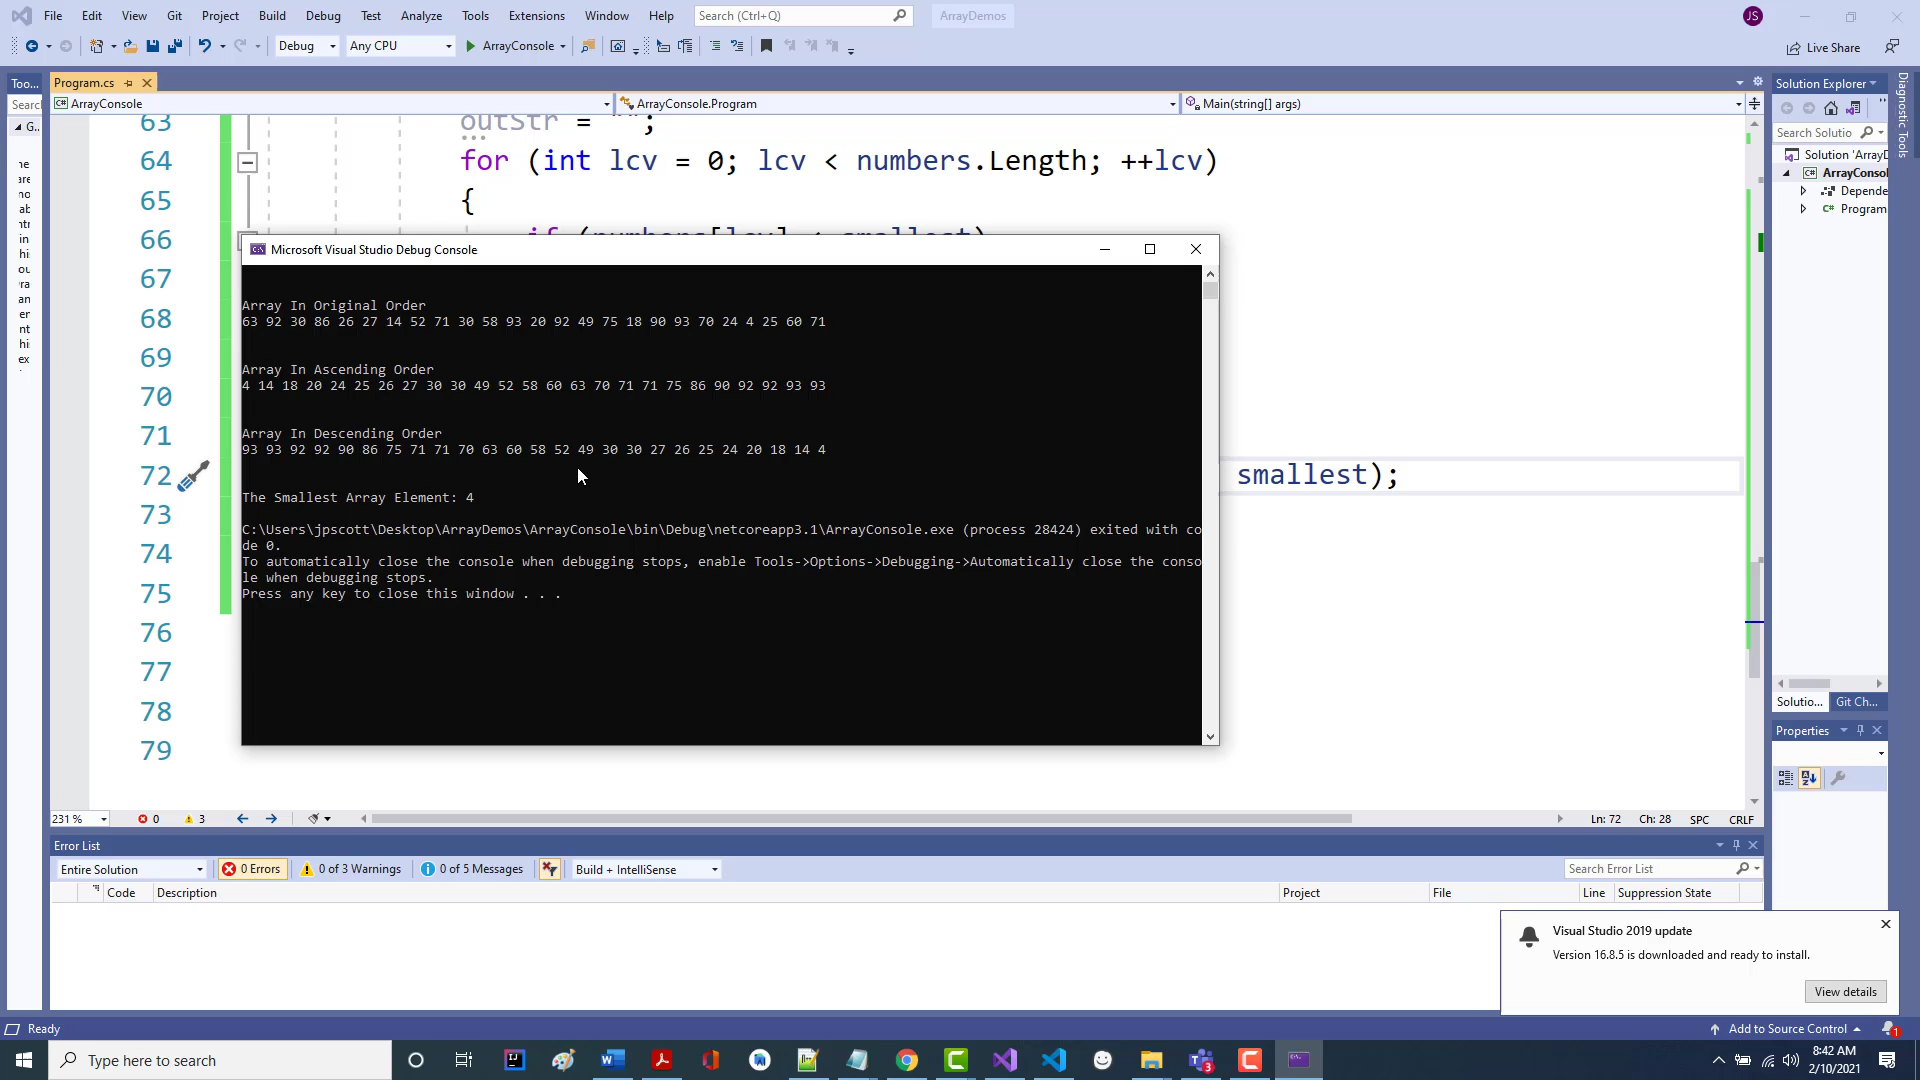 File Edit View Git Project Build Debug Test Analyze Tools Extensions Window Help Search (Ctrl+Q) ArrayDemos JS
Debug Any CPU ArrayConsole Live Share
Too... Program.cs Solution Explorer
Searc ArrayConsole ArrayConsole.Program Main(string[] args)
G..
Search Solutio
Solution 'ArrayD
ArrayConsol
Depende
Program
Diagnostic Tools
63 outStr = "";
64 for (int lcv = 0; lcv < numbers.Length; ++lcv)
65 {
66 if (numbers[lcv] < smallest)
67
68
69
70
71
72 smallest);
73
74
75
76
77
78
79
Microsoft Visual Studio Debug Console
Array In Original Order
63 92 30 86 26 27 14 52 71 30 58 93 20 92 49 75 18 90 93 70 24 4 25 60 71
Array In Ascending Order
4 14 18 20 24 25 26 27 30 30 49 52 58 60 63 70 71 71 75 86 90 92 92 93 93
Array In Descending Order
93 93 92 92 90 86 75 71 71 70 63 60 58 52 49 30 30 27 26 25 24 20 18 14 4
The Smallest Array Element: 4
C:\Users\jpscott\Desktop\ArrayDemos\ArrayConsole\bin\Debug\netcoreapp3.1\ArrayConsole.exe (process 28424) exited with co
de 0.
To automatically close the console when debugging stops, enable Tools->Options->Debugging->Automatically close the conso
le when debugging stops.
Press any key to close this window . . .
Solutio... Git Ch...
Properties
231 % 0 3 Ln: 72 Ch: 28 SPC CRLF
Error List
Entire Solution 0 Errors 0 of 3 Warnings 0 of 5 Messages Build + IntelliSense Search Error List
Code Description Project File Line Suppression State
Visual Studio 2019 update
Version 16.8.5 is downloaded and ready to install.
View details
Ready Add to Source Control 1
Type here to search
8:42 AM
2/10/2021